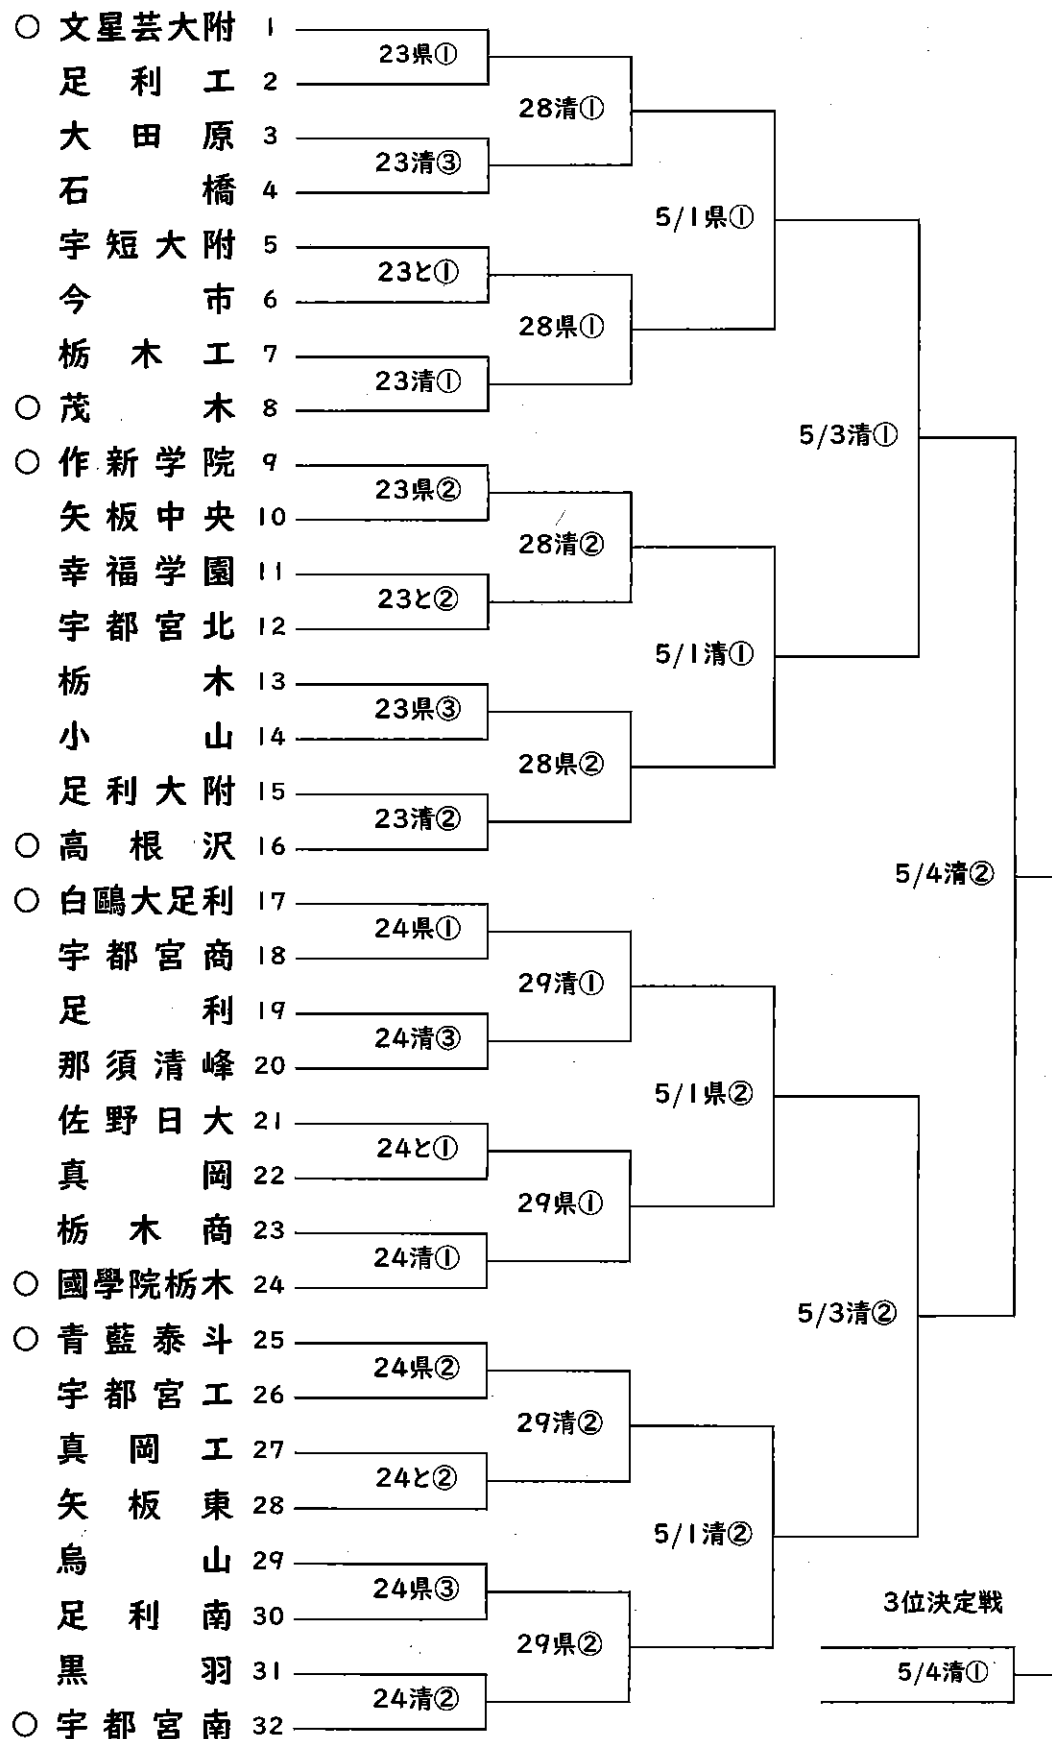 ○ 文星芸大附 1
足利工 2
大田原 3
石橋 4
宇短大附 5
今市 6
栃木工 7
○ 茂木 8
○ 作新学院 9
矢板中央 10
幸福学園 11
宇都宮北 12
栃木 13
小山 14
足利大附 15
○ 高根沢 16
○ 白鷗大足利 17
宇都宮商 18
足利 19
那須清峰 20
佐野日大 21
真岡 22
栃木商 23
○ 國學院栃木 24
○ 青藍泰斗 25
宇都宮工 26
真岡工 27
矢板東 28
烏山 29
足利南 30
黒羽 31
○ 宇都宮南 32
23県①
23清③
23と①
23清①
23県②
23と②
23県③
23清②
24県①
24清③
24と①
24清①
24県②
24と②
24県③
24清②
28清①
28県①
28清②
28県②
29清①
29県①
29清②
29県②
5/1県①
5/1清①
5/1県②
5/1清②
5/3清①
5/3清②
5/4清②
3位決定戦
5/4清①